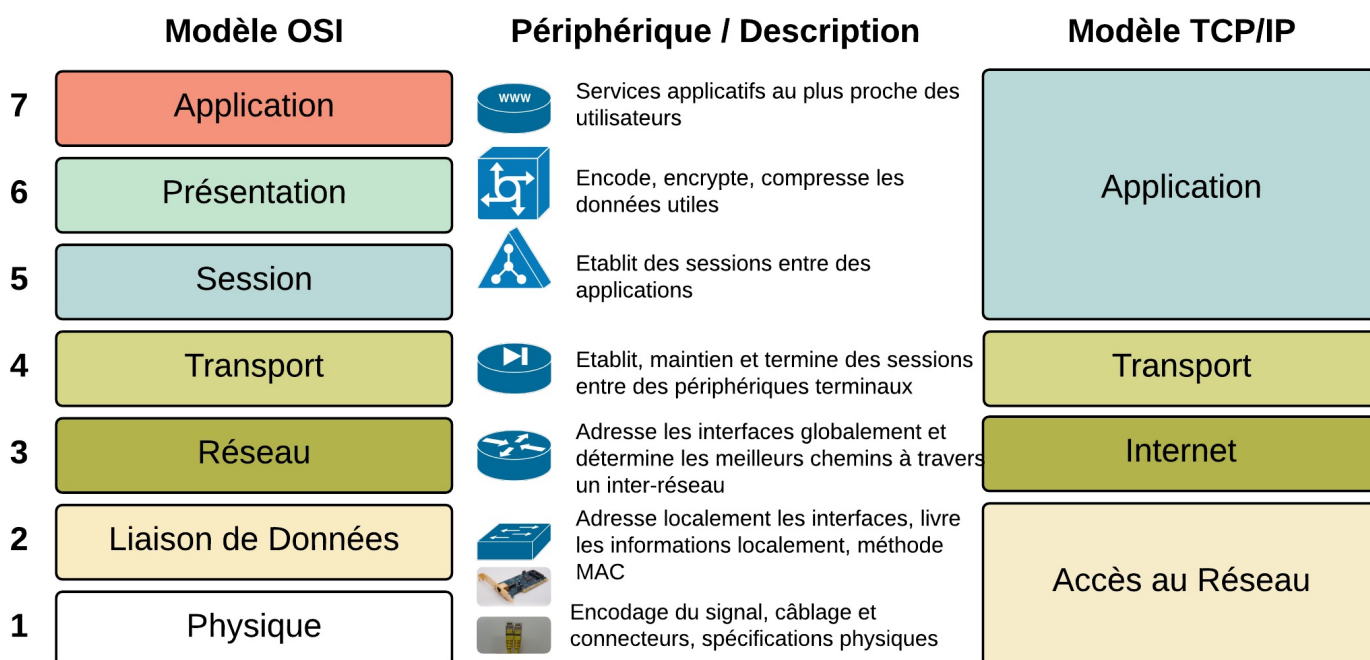 Modèle OSI
Périphérique / Description
Modèle TCP/IP
7
Application
www
Services applicatifs au plus proche des
utilisateurs
6
Présentation
Encode, encrypte, compresse les
données utiles
Application
5
Session
Etablit des sessions entre des
applications
4
Transport
Etablit, maintien et termine des sessions
entre des périphériques terminaux
Transport
3
Réseau
Adresse les interfaces globalement et
détermine les meilleurs chemins à travers
un inter-réseau
Internet
2
Liaison de Données
Adresse localement les interfaces, livre
les informations localement, méthode
MAC
Accès au Réseau
1
Physique
Encodage du signal, câblage et
connecteurs, spécifications physiques